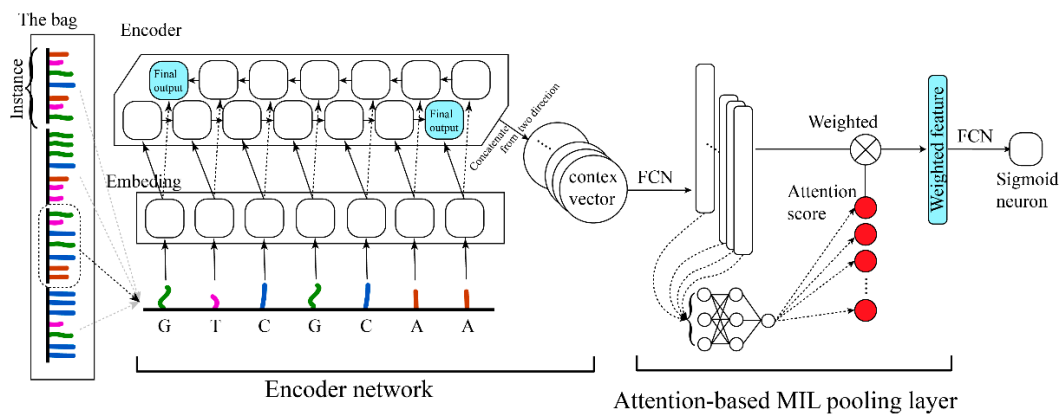 The bag
Instance
Encoder
Final
output
Final
output
Embeding
G T C G C A A
Encoder network
Concatenate
from two direction
contex
vector
FCN
Weighted
Attention
score
Weighted feature
FCN
Sigmoid
neuron
Attention-based MIL pooling layer